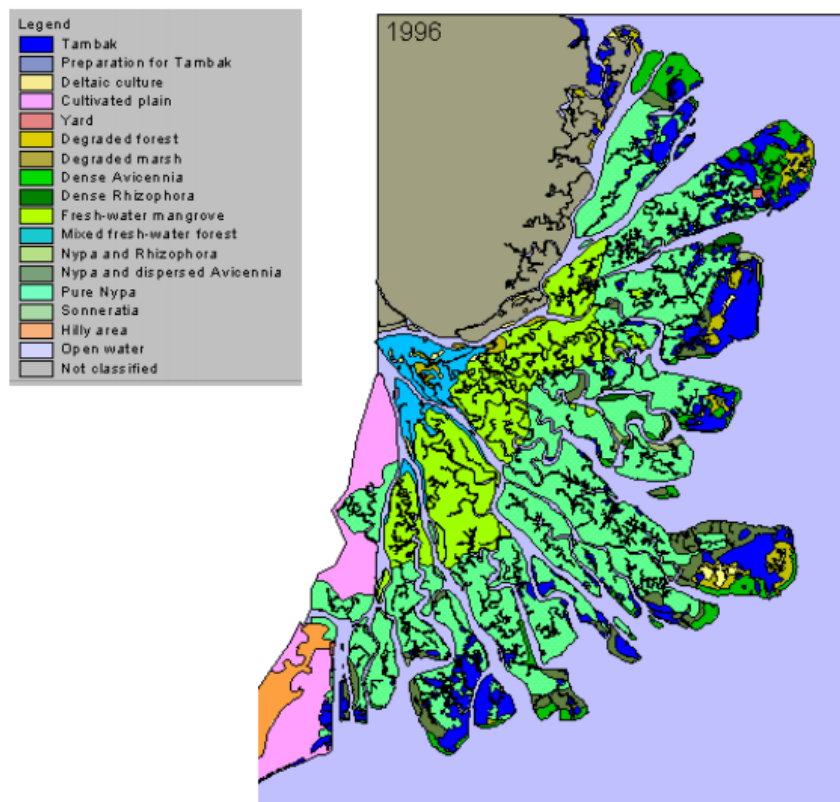 Legend
Tambak
Preparation for Tambak
Deltaic culture
Cultivated plain
Yard
Degraded forest
Degraded marsh
Dense Avicennia
Dense Rhizophora
Fresh-water mangrove
Mixed fresh-water forest
Nypa and Rhizophora
Nypa and dispersed Avicennia
Pure Nypa
Sonneratia
Hilly area
Open water
Not classified
1996